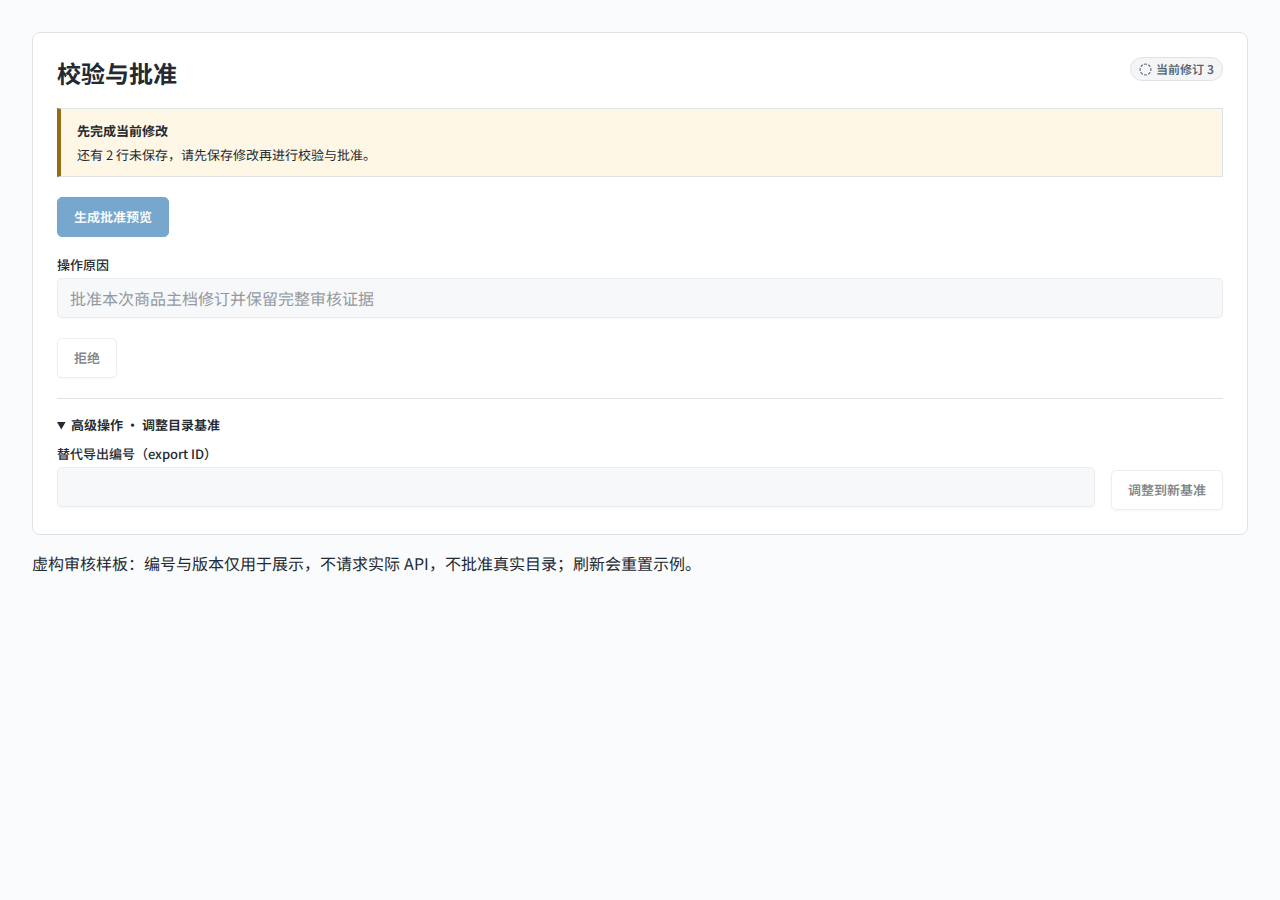 校验与批准
当前修订 3
先完成当前修改
还有 2 行未保存，请先保存修改再进行校验与批准。
生成批准预览
操作原因
批准本次商品主档修订并保留完整审核证据
拒绝
高级操作 · 调整目录基准
替代导出编号（export ID）
调整到新基准
虚构审核样板：编号与版本仅用于展示，不请求实际 API，不批准真实目录；刷新会重置示例。